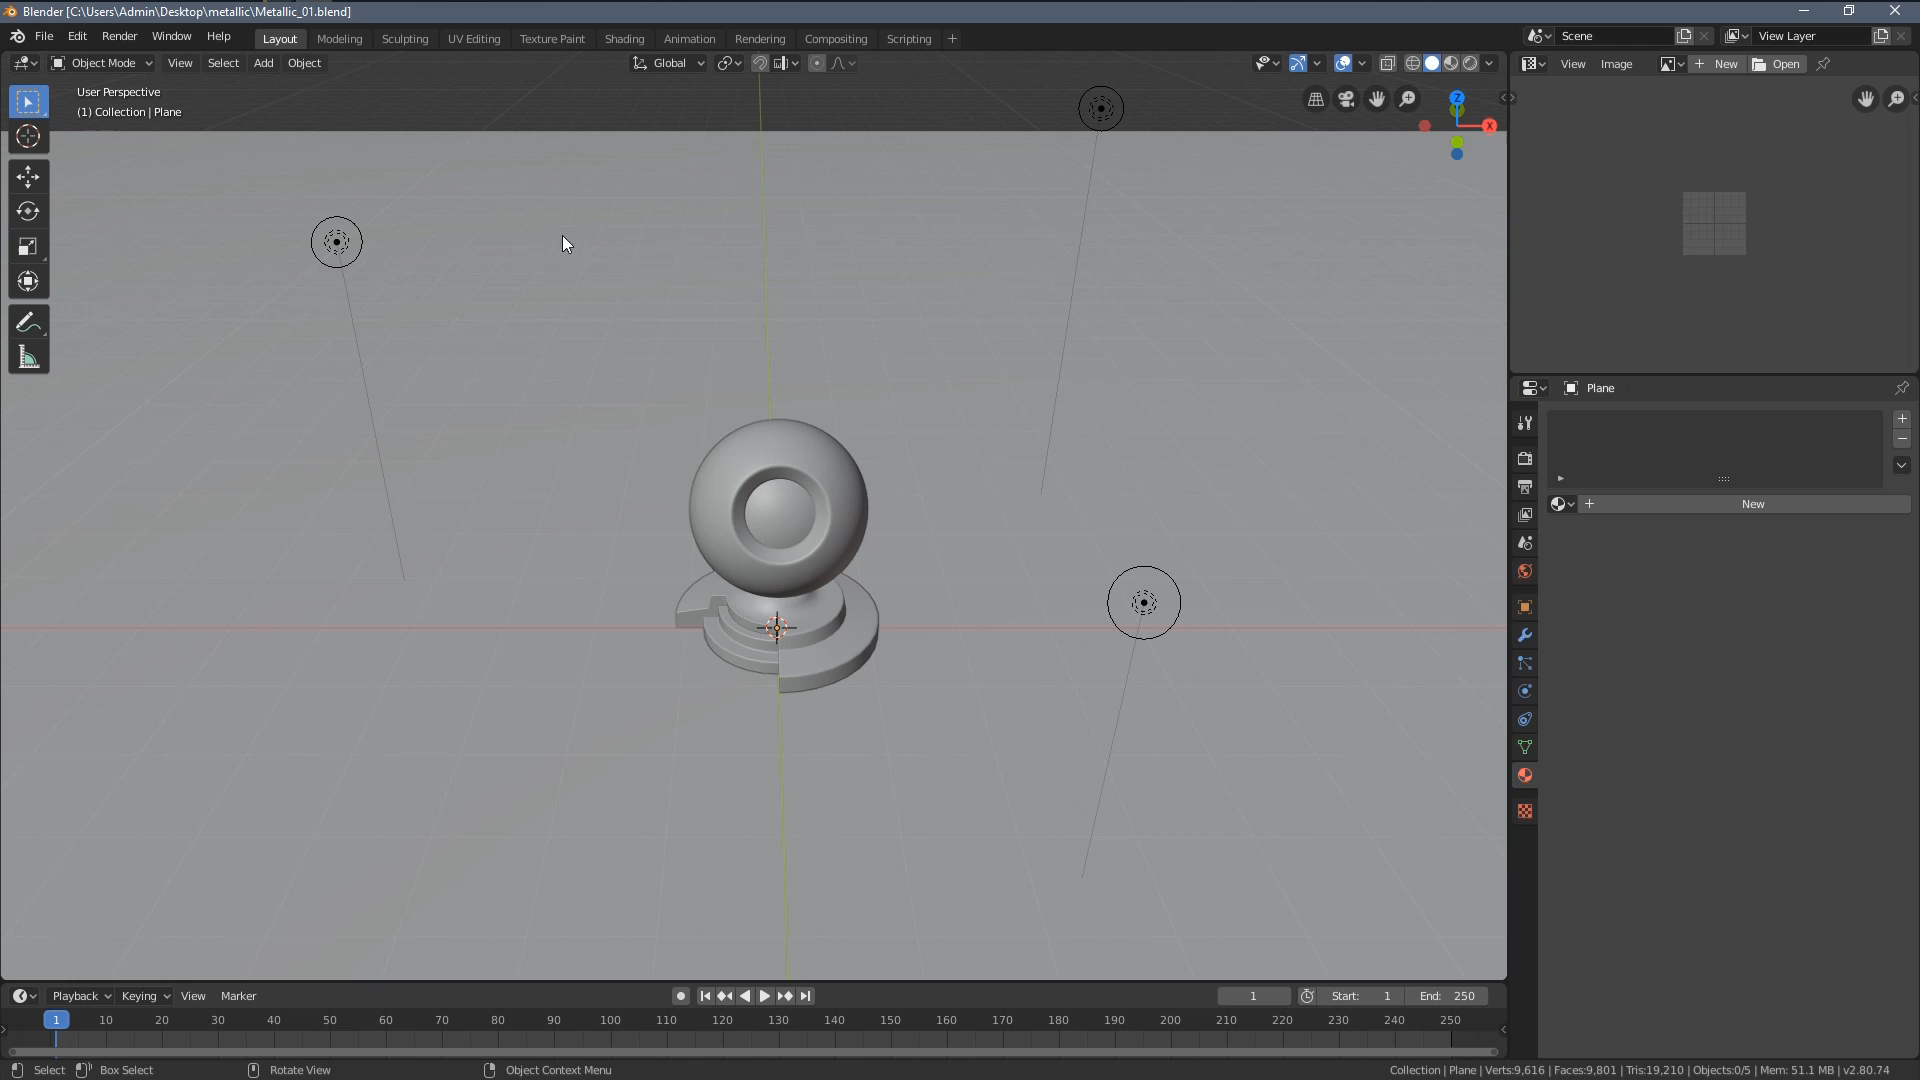 Blender [C:\Users\Admin\Desktop\metallic\Metallic_01.blend]
File Edit Render Window Help Layout Modeling Sculpting UV Editing Texture Paint Shading Animation Rendering Compositing Scripting + Scene View Layer
Object Mode View Select Add Object Global View Image New Open
User Perspective
(1) Collection | Plane
Z
X
Plane
New
Playback Keying View Marker 1 Start: 1 End: 250
1 10 20 30 40 50 60 70 80 90 100 110 120 130 140 150 160 170 180 190 200 210 220 230 240 250
Select Box Select Rotate View Object Context Menu Collection | Plane | Verts:9,616 | Faces:9,801 | Tris:19,210 | Objects:0/5 | Mem: 51.1 MB | v2.80.74